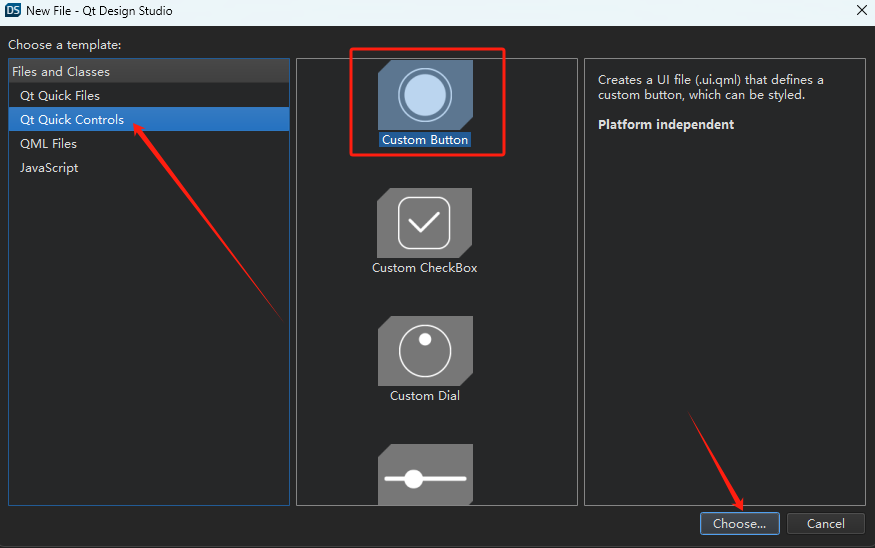 DS New File - Qt Design Studio
Choose a template:
Files and Classes
Qt Quick Files
Qt Quick Controls
QML Files
JavaScript
Custom Button
Custom CheckBox
Custom Dial
Creates a UI file (.ui.qml) that defines a
custom button, which can be styled.
Platform independent
Choose...
Cancel